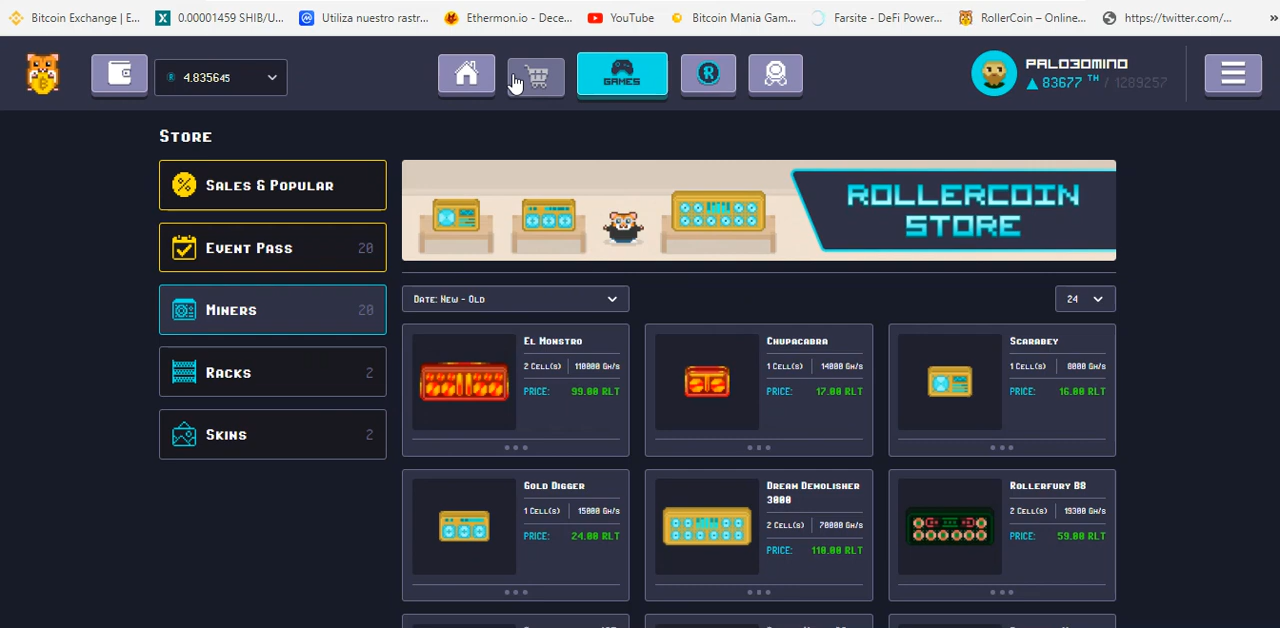 Bitcoin Exchange | E...
0.00001459 SHIB/U...
Utiliza nuestro rastr...
Ethermon.io - Dece...
YouTube
Bitcoin Mania Gam...
Farsite - DeFi Power...
RollerCoin – Online...
https://twitter.com/...
»
4.835645
GAMES
PALO3OMINO
83677 TH / 1289257
STORE
SALES & POPULAR
EVENT PASS 20
MINERS 20
RACKS 2
SKINS 2
ROLLERCOIN
STORE
DATE: NEW - OLD
24
EL MONSTRO
2 CELL(S) 110000 GH/S
PRICE: 99.00 RLT
CHUPACABRA
1 CELL(S) 14000 GH/S
PRICE: 17.00 RLT
SCARABEY
1 CELL(S) 8000 GH/S
PRICE: 16.00 RLT
GOLD DIGGER
1 CELL(S) 15000 GH/S
PRICE: 24.00 RLT
DREAM DEMOLISHER
3000
2 CELL(S) 70000 GH/S
PRICE: 110.00 RLT
ROLLERFURY B8
2 CELL(S) 19300 GH/S
PRICE: 59.00 RLT